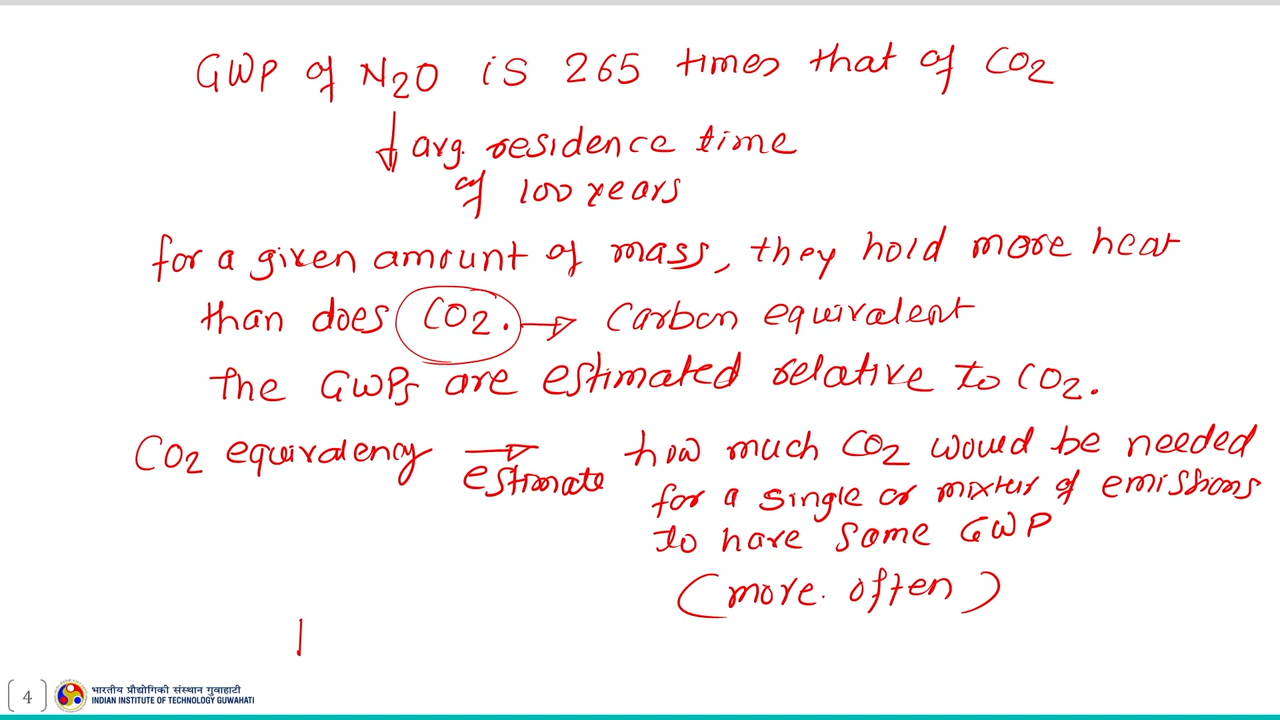 GWP of N2O is 265 times that of CO2
avg. residence time
of 100 years
for a given amount of mass, they hold more heat
than does CO2. → Carbon equivalent
The GWPs are estimated relative to CO2.
CO2 equivalency → estimate how much CO2 would be needed
for a single or mixture of emissions
to have same GWP
(more often)
4
भारतीय प्रौद्योगिकी संस्थान गुवाहाटी
INDIAN INSTITUTE OF TECHNOLOGY GUWAHATI